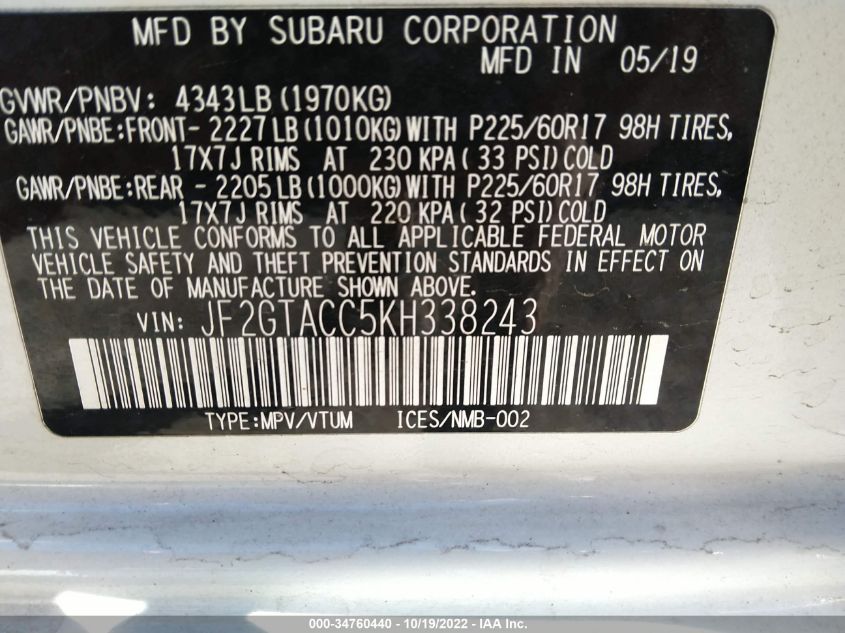 MFD BY SUBARU CORPORATION
MFD IN 05/19
GVWR/PNBV: 4343LB(1970KG)
GAWR/PNBE:FRONT- 2227LB(1010KG)WITH P225/60R17 98H TIRES,
17X7J RIMS AT 230 KPA( 33 PSI)COLD
GAWR/PNBE:REAR - 2205LB(1000KG)WITH P225/60R17 98H TIRES,
17X7J RIMS AT 220 KPA( 32 PSI)COLD
THIS VEHICLE CONFORMS TO ALL APPLICABLE FEDERAL MOTOR
VEHICLE SAFETY AND THEFT PREVENTION STANDARDS IN EFFECT ON
THE DATE OF MANUFACTURE SHOWN ABOVE.
VIN: JF2GTACC5KH338243
TYPE:MPV/VTUM ICES/NMB-002
000-34760440 - 10/19/2022 - IAA Inc.